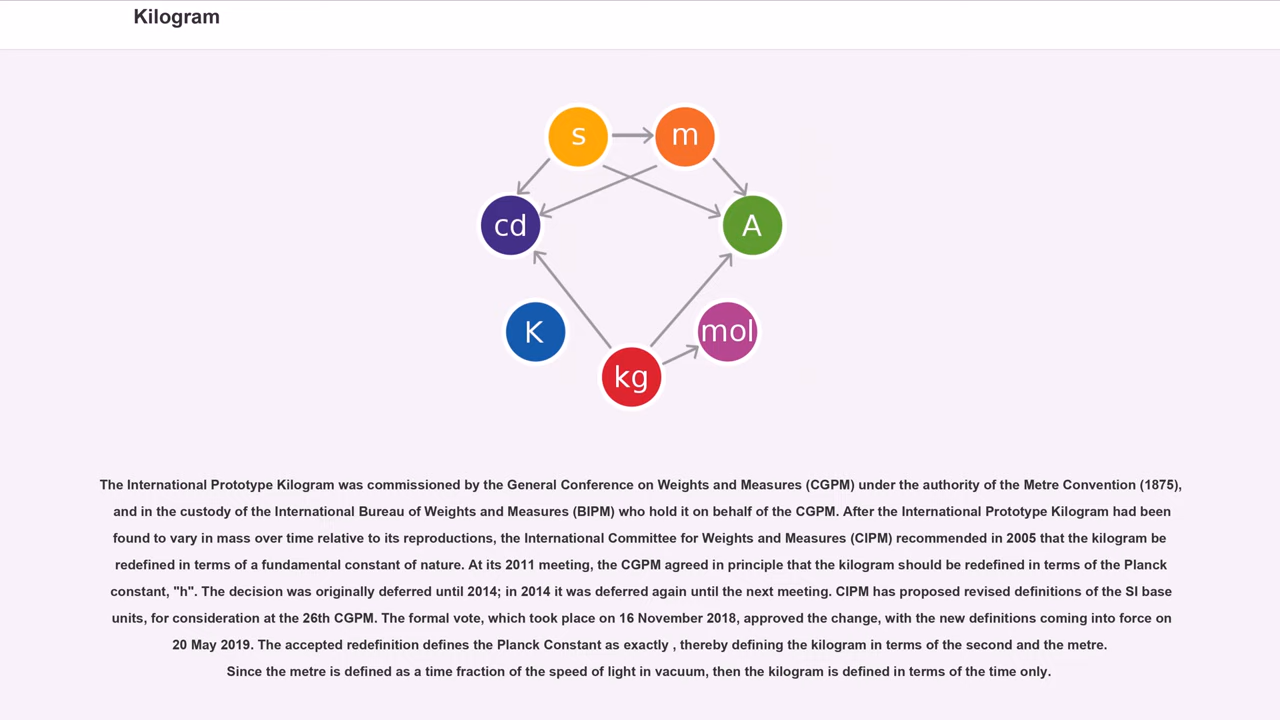 Kilogram
s
m
cd
A
K
mol
kg
The International Prototype Kilogram was commissioned by the General Conference on Weights and Measures (CGPM) under the authority of the Metre Convention (1875),
and in the custody of the International Bureau of Weights and Measures (BIPM) who hold it on behalf of the CGPM. After the International Prototype Kilogram had been
found to vary in mass over time relative to its reproductions, the International Committee for Weights and Measures (CIPM) recommended in 2005 that the kilogram be
redefined in terms of a fundamental constant of nature. At its 2011 meeting, the CGPM agreed in principle that the kilogram should be redefined in terms of the Planck
constant, "h". The decision was originally deferred until 2014; in 2014 it was deferred again until the next meeting. CIPM has proposed revised definitions of the SI base
units, for consideration at the 26th CGPM. The formal vote, which took place on 16 November 2018, approved the change, with the new definitions coming into force on
20 May 2019. The accepted redefinition defines the Planck Constant as exactly , thereby defining the kilogram in terms of the second and the metre.
Since the metre is defined as a time fraction of the speed of light in vacuum, then the kilogram is defined in terms of the time only.